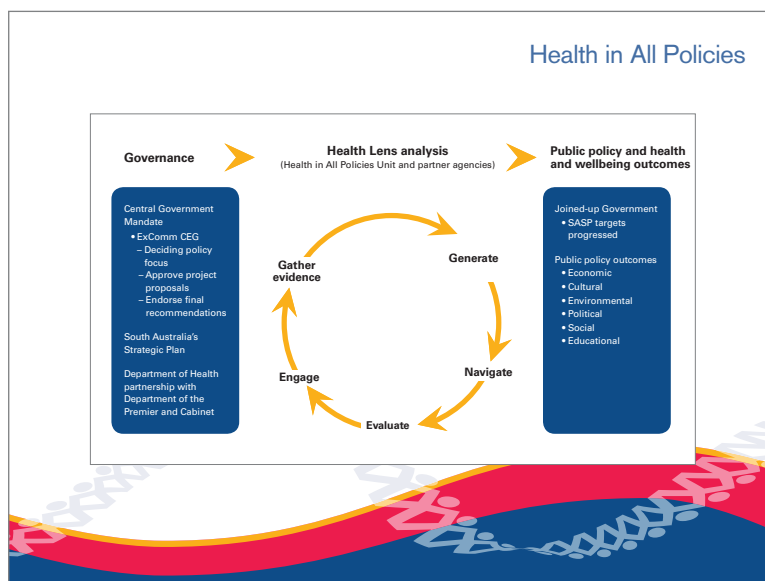 Health in All Policies
Governance
Health Lens analysis
(Health in All Policies Unit and partner agencies)
Public policy and health
and wellbeing outcomes
Central Government
Mandate
• ExComm CEG
– Deciding policy
focus
– Approve project
proposals
– Endorse final
recommendations
South Australia's
Strategic Plan
Department of Health
partnership with
Department of the
Premier and Cabinet
Gather
evidence
Generate
Engage
Navigate
Evaluate
Joined-up Government
• SASP targets
progressed
Public policy outcomes
• Economic
• Cultural
• Environmental
• Political
• Social
• Educational